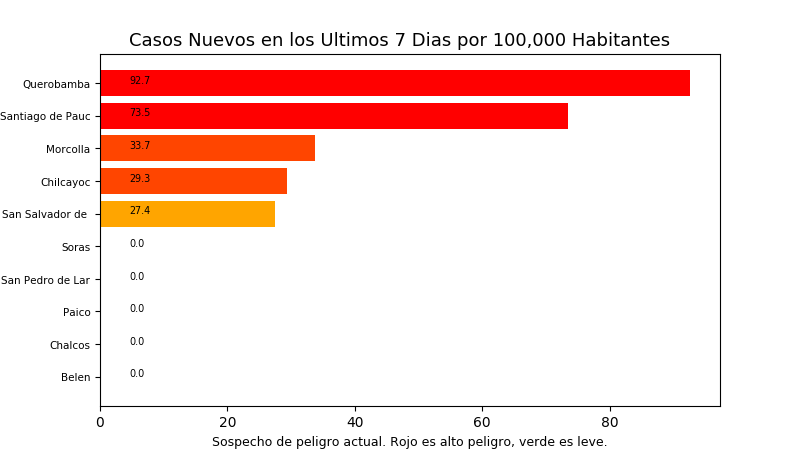 Casos Nuevos en los Ultimos 7 Dias por 100,000 Habitantes
Querobamba 92.7
Santiago de Pauc 73.5
Morcolla 33.7
Chilcayoc 29.3
San Salvador de 27.4
Soras 0.0
San Pedro de Lar 0.0
Paico 0.0
Chalcos 0.0
Belen 0.0
0 20 40 60 80
Sospecho de peligro actual. Rojo es alto peligro, verde es leve.